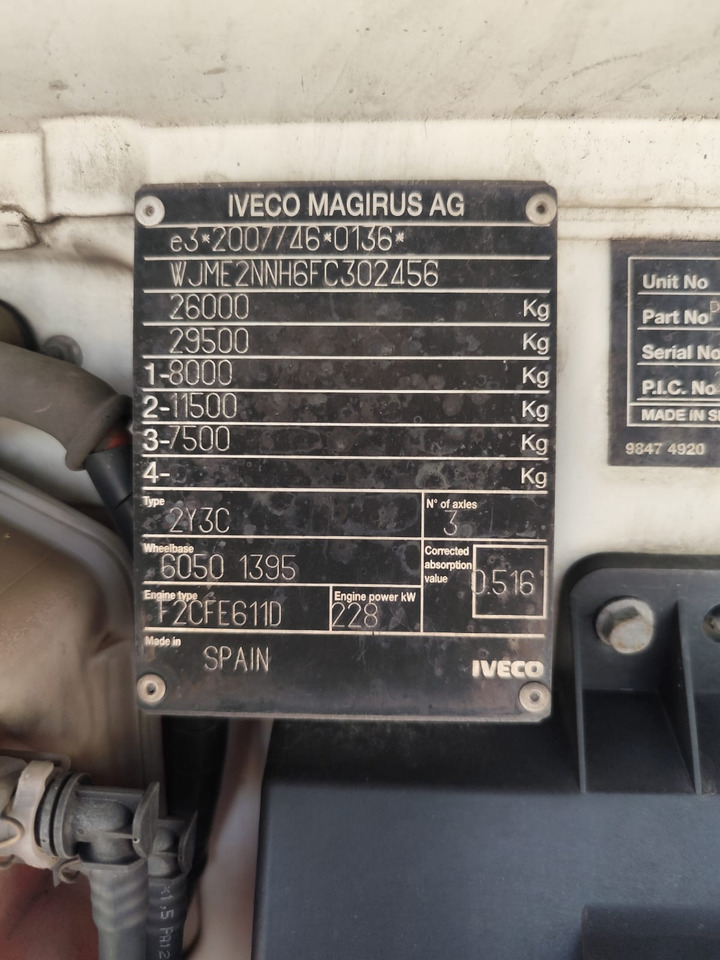 IVECO MAGIRUS AG
e3*2007/46*0136*
WJME2NNH6FC302456
26000 Kg
29500 Kg
1-8000 Kg
2-11500 Kg
3-7500 Kg
4- Kg
Type
2Y3C
N° of axles
3
Wheelbase
6050 1395
Corrected
absorption
value
0.516
Engine type
F2CFE611D
Engine power kW
228
Made in
SPAIN
IVECO
Unit No
Part No
Serial No
P.I.C. No
MADE IN
9847 4920